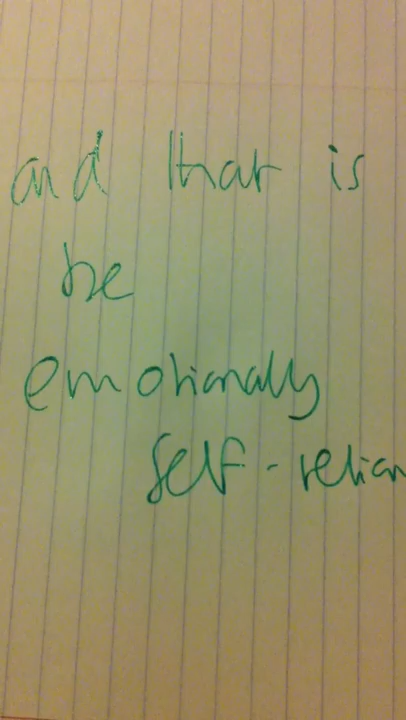 and that is
be
emotionally
self-relian